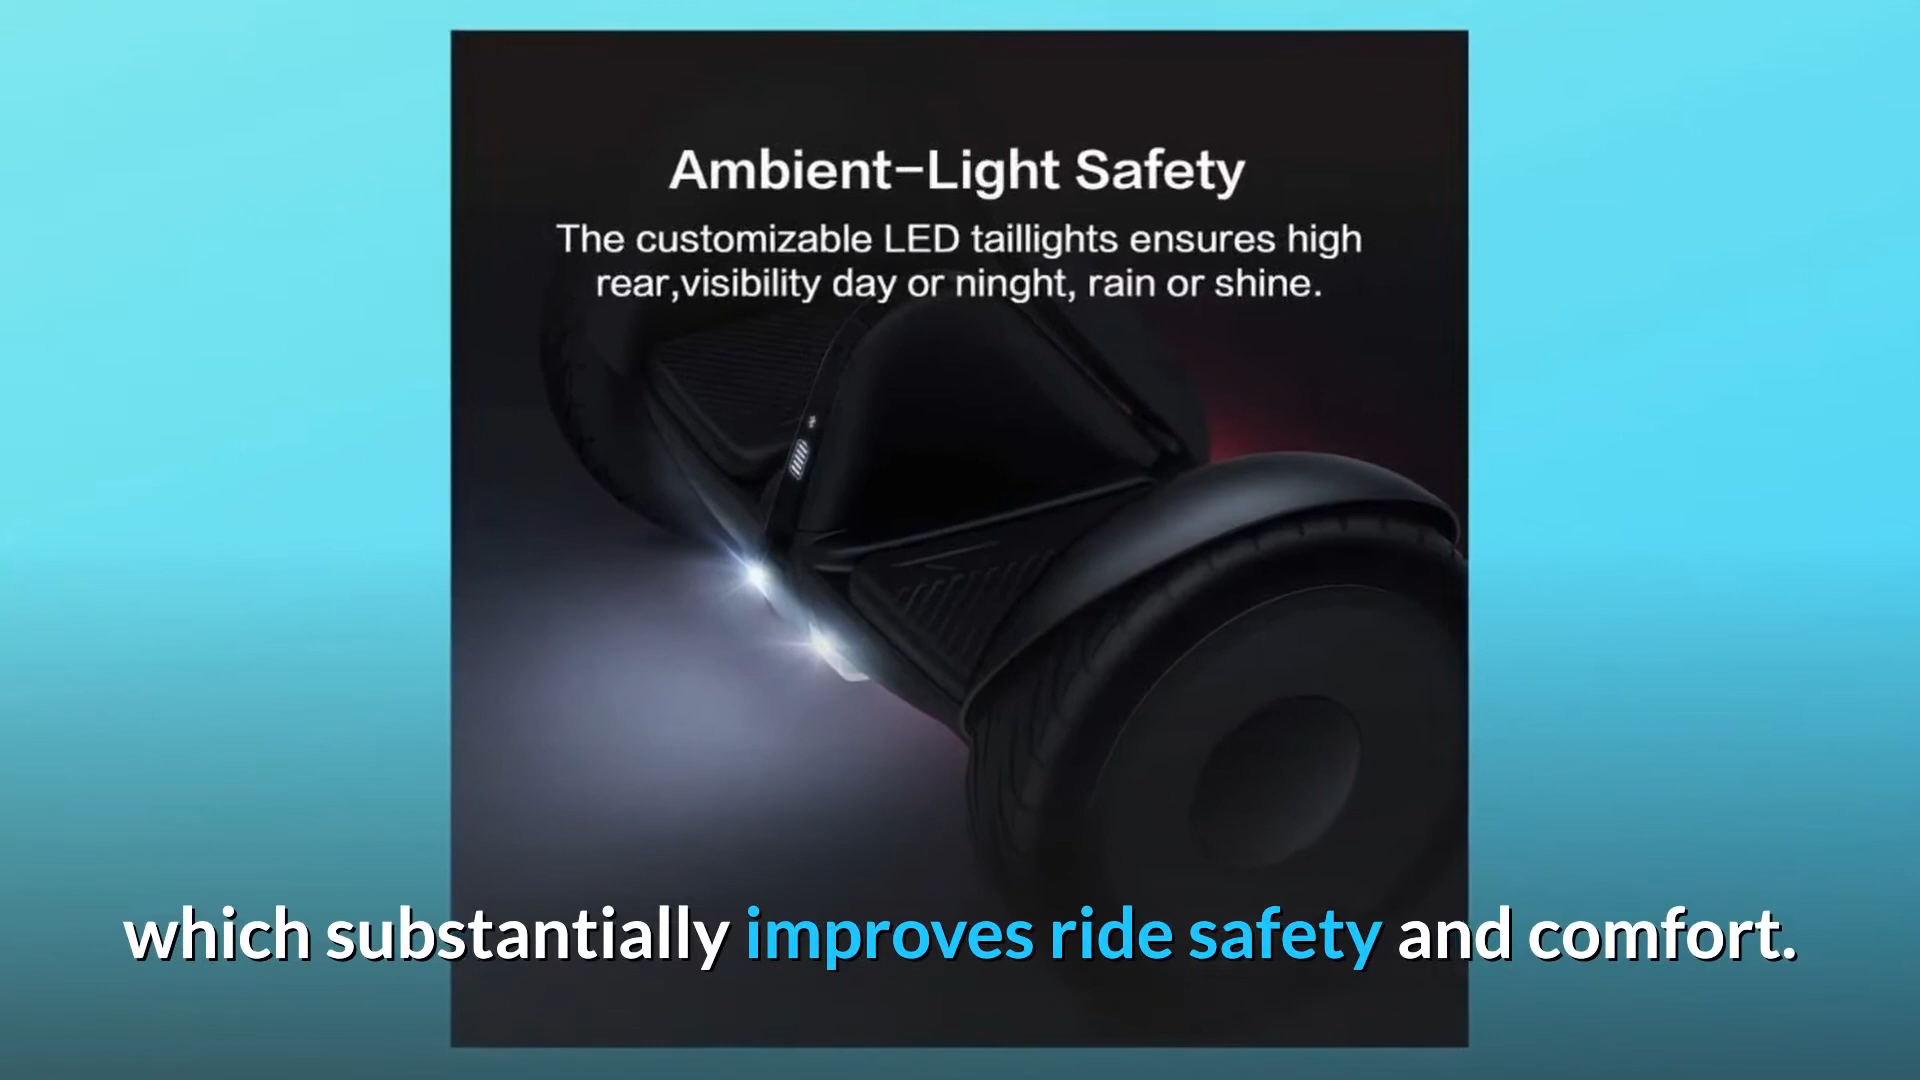 Ambient-Light Safety
The customizable LED taillights ensures high
rear,visibility day or ninght, rain or shine.
which substantially improves ride safety and comfort.